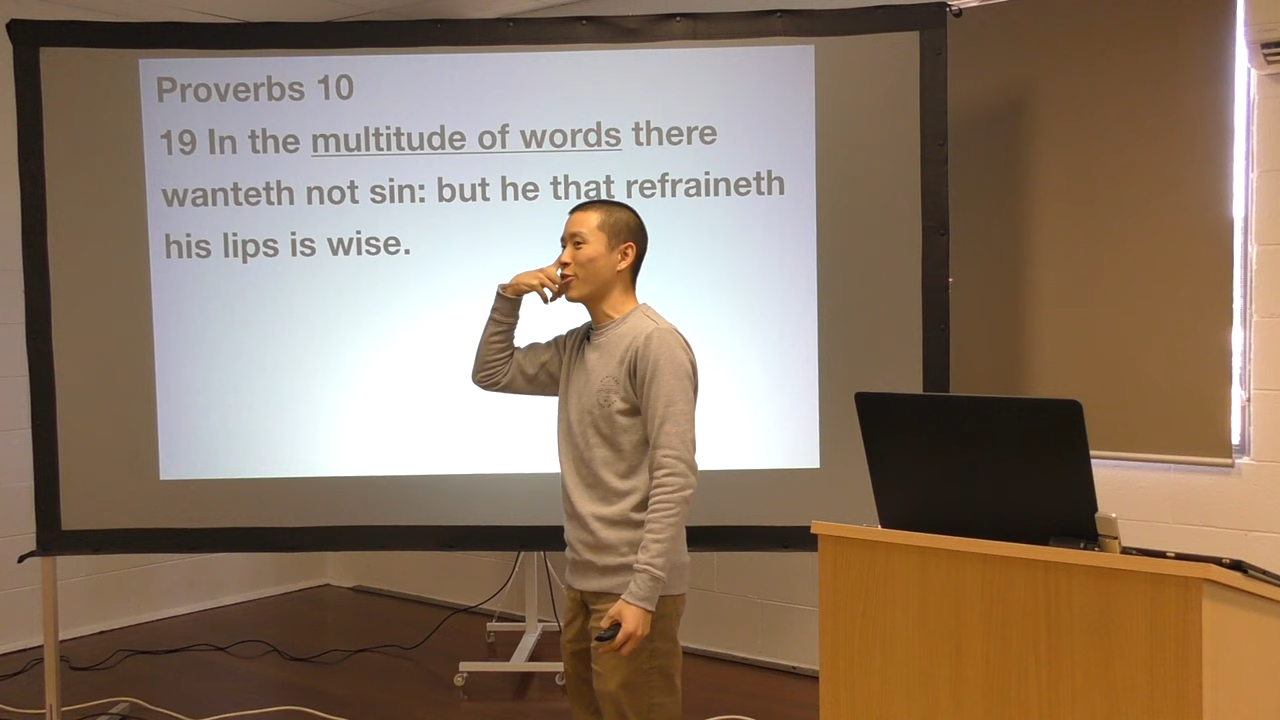 Proverbs 10
19 In the multitude of words there
wanteth not sin: but he that refraineth
his lips is wise.